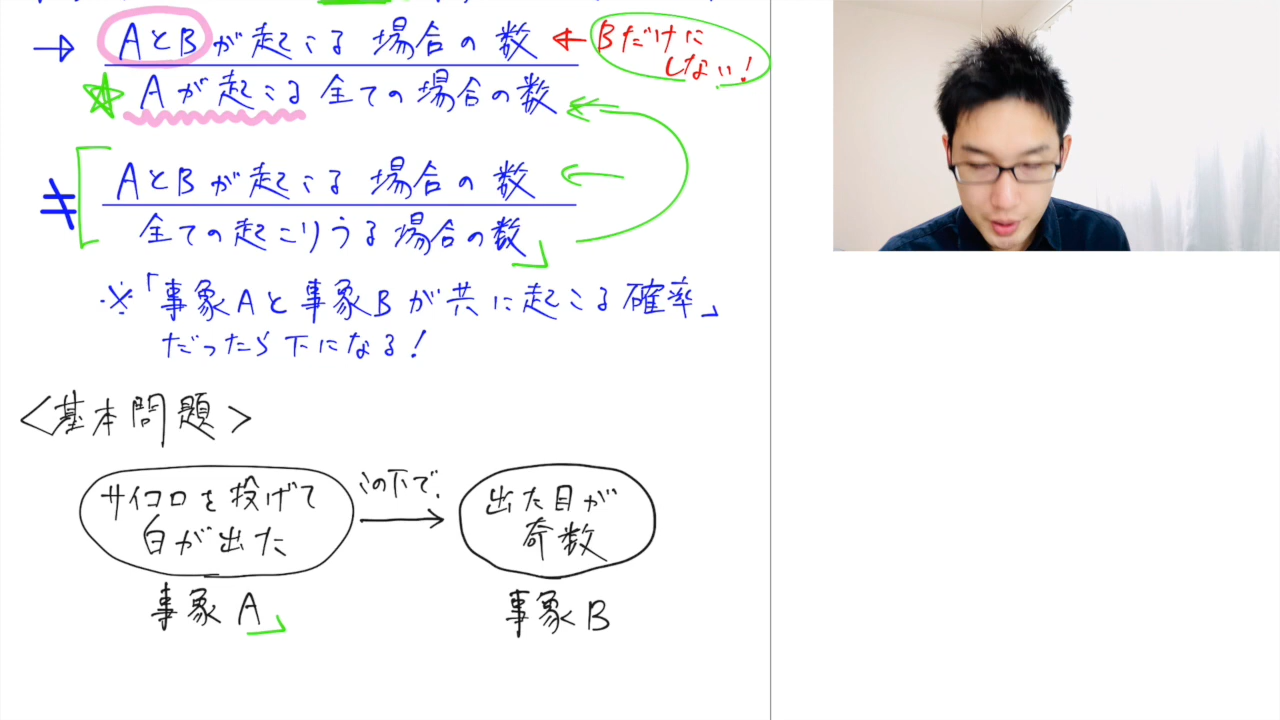 → AとBが起こる 場合の数 ← Bだけに
しない!
☆ Aが起こる 全ての場合の数
≠ AとBが起こる 場合の数
全ての起こりうる場合の数
※「事象Aと事象Bが共に起こる確率」
だったら下になる!
<基本問題>
サイコロを投げて
白が出た
この下で、
出た目が
奇数
事象A
事象B